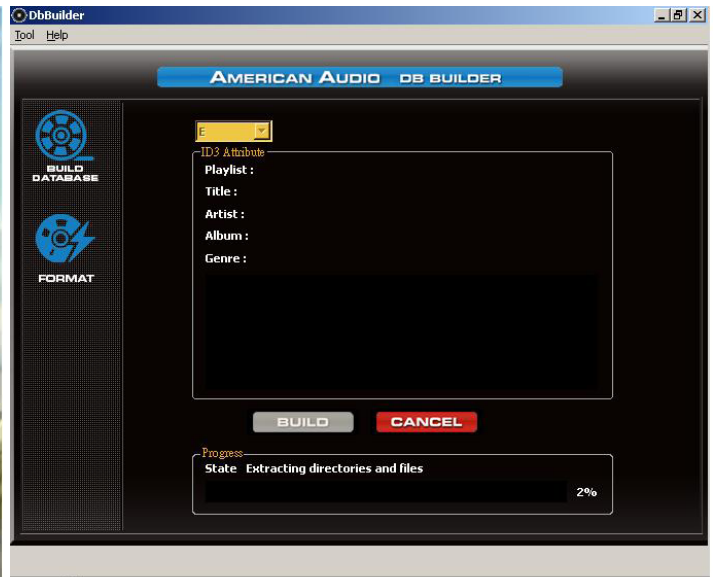 DbBuilder
Tool Help
AMERICAN AUDIO DB BUILDER
BUILD
DATABASE
FORMAT
E
ID3 Attribute
Playlist :
Title :
Artist :
Album :
Genre :
BUILD CANCEL
Progress
State Extracting directories and files
2%